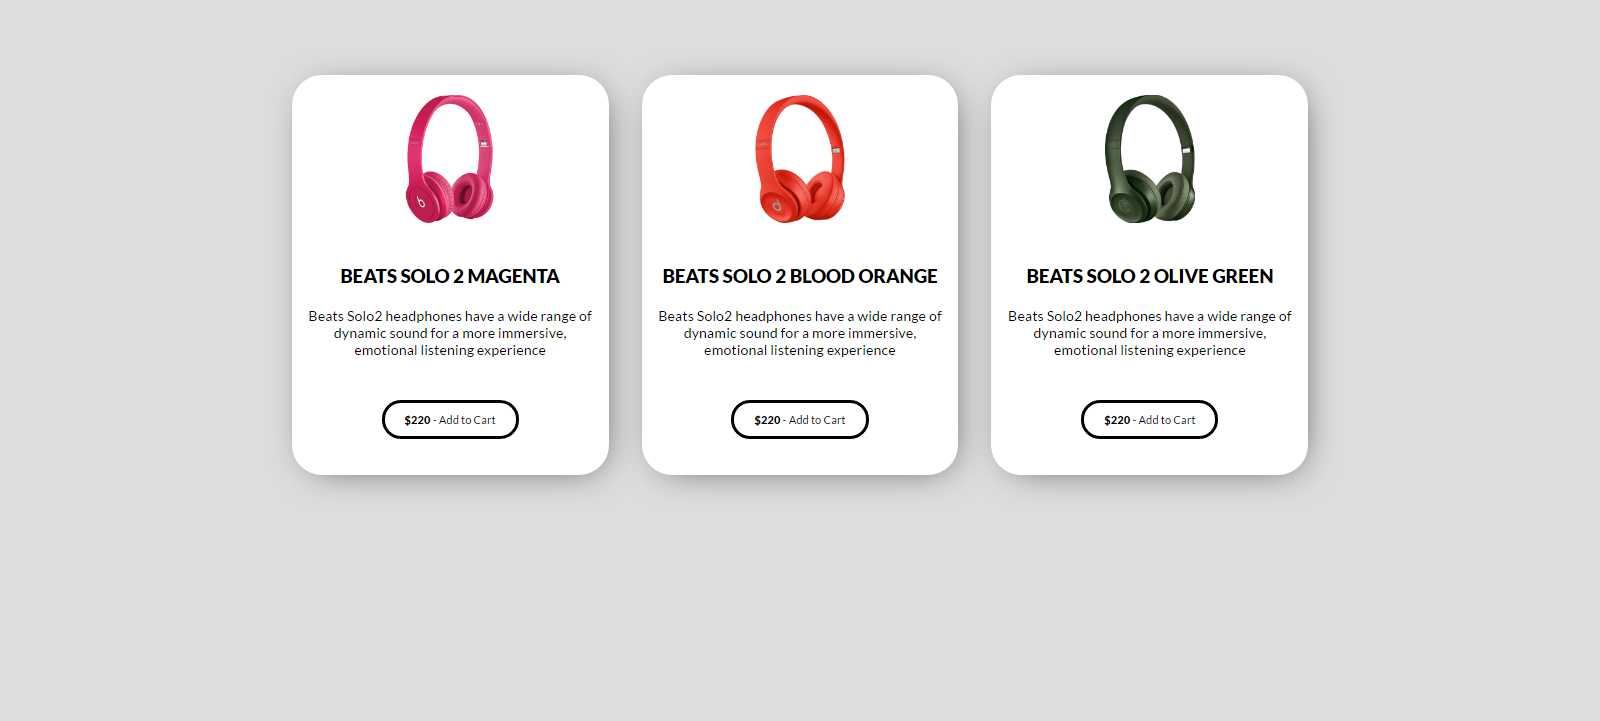 BEATS SOLO 2 MAGENTA
Beats Solo2 headphones have a wide range of
dynamic sound for a more immersive,
emotional listening experience
$220 - Add to Cart
BEATS SOLO 2 BLOOD ORANGE
Beats Solo2 headphones have a wide range of
dynamic sound for a more immersive,
emotional listening experience
$220 - Add to Cart
BEATS SOLO 2 OLIVE GREEN
Beats Solo2 headphones have a wide range of
dynamic sound for a more immersive,
emotional listening experience
$220 - Add to Cart